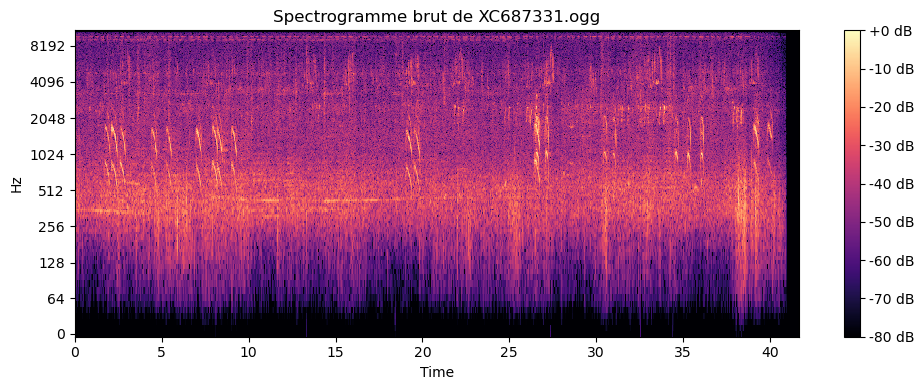 Spectrogramme brut de XC687331.ogg
8192
4096
2048
1024
512
256
128
64
0
Hz
0 5 10 15 20 25 30 35 40
Time
+0 dB
-10 dB
-20 dB
-30 dB
-40 dB
-50 dB
-60 dB
-70 dB
-80 dB